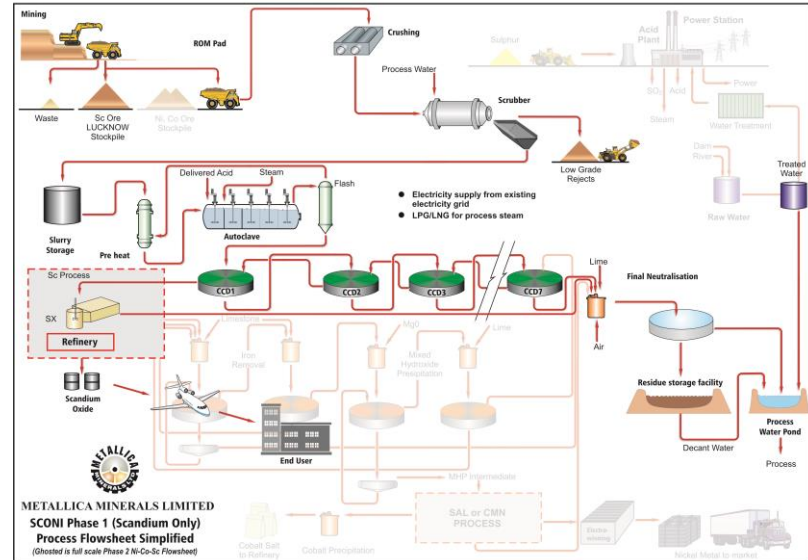 Mining
ROM Pad
Waste
Sc Ore
LUCKNOW
Stockpile
Ni, Co Ore
Stockpile
Crushing
Process Water
Scrubber
Low Grade
Rejects
Sulphur
Acid
Plant
Power Station
SO₂
Acid
Power
Steam
Water Treatment
Dam
River
Raw Water
Treated
Water
Slurry
Storage
Pre heat
Delivered Acid
Steam
Autoclave
Flash
● Electricity supply from existing
electricity grid
● LPG/LNG for process steam
CCD1
CCD2
CCD3
CCD7
Lime
Air
Final Neutralisation
Residue storage facility
Decant Water
Process
Water Pond
Process
Sc Process
SX
Refinery
Scandium
Oxide
End User
Limestone
Iron
Removal
Mg0
Mixed
Hydroxide
Precipitation
Lime
MHP Intermediate
SAL or CMN
PROCESS
Cobalt Salt
to Refinery
Cobalt Precipitation
Electro-
winning
Nickel Metal to market
METALLICA
MINERALS LTD
METALLICA MINERALS LIMITED
SCONI Phase 1 (Scandium Only)
Process Flowsheet Simplified
(Ghosted is full scale Phase 2 Ni-Co-Sc Flowsheet)